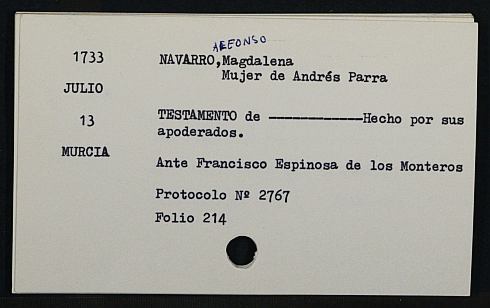 ALFONSO
1733 NAVARRO,Magdalena
Mujer de Andrés Parra
JULIO
13 TESTAMENTO de ————————Hecho por sus
apoderados.
MURCIA
Ante Francisco Espinosa de los Monteros
Protocolo Nº 2767
Folio 214